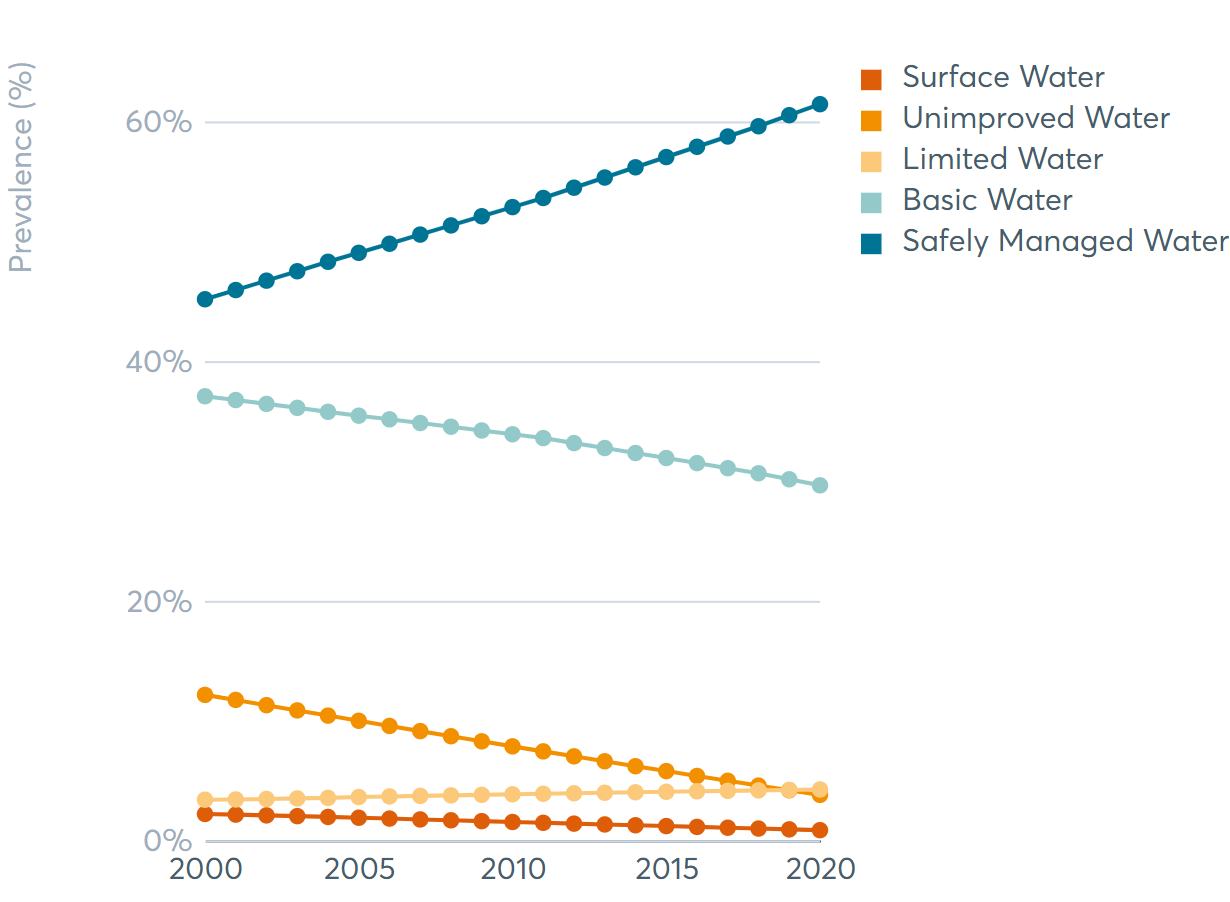 Prevalence (%)
60%
40%
20%
0%
2000 2005 2010 2015 2020
Surface Water
Unimproved Water
Limited Water
Basic Water
Safely Managed Water